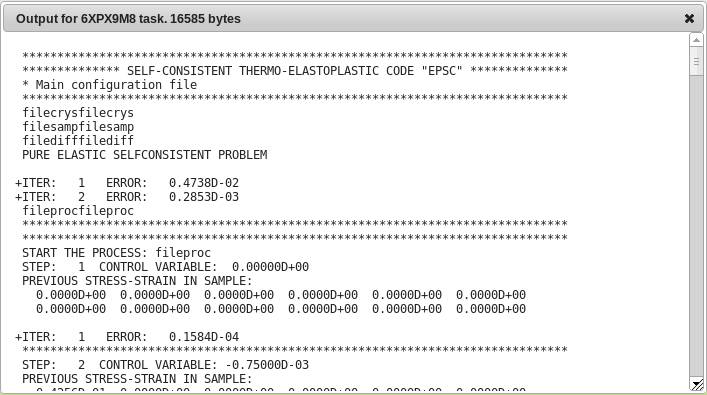 Output for 6XPX9M8 task. 16585 bytes
******************************************************************************
************** SELF-CONSISTENT THERMO-ELASTOPLASTIC CODE "EPSC" **************
* Main configuration file
******************************************************************************
filecrysfilecrys
filesampfilesamp
filedifffilediff
PURE ELASTIC SELFCONSISTENT PROBLEM
+ITER: 1 ERROR: 0.4738D-02
+ITER: 2 ERROR: 0.2853D-03
fileprocfileproc
******************************************************************************
******************************************************************************
START THE PROCESS: fileproc
STEP: 1 CONTROL VARIABLE: 0.00000D+00
PREVIOUS STRESS-STRAIN IN SAMPLE:
0.0000D+00 0.0000D+00 0.0000D+00 0.0000D+00 0.0000D+00 0.0000D+00
0.0000D+00 0.0000D+00 0.0000D+00 0.0000D+00 0.0000D+00 0.0000D+00
+ITER: 1 ERROR: 0.1584D-04
******************************************************************************
STEP: 2 CONTROL VARIABLE: -0.75000D-03
PREVIOUS STRESS-STRAIN IN SAMPLE: